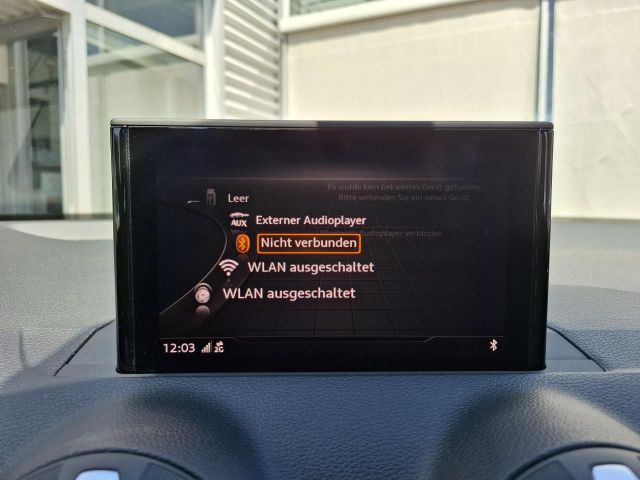 Es wurde kein bekanntes Gerät gefunden.
Bitte verbinden Sie ein neues Gerät
Leer
AUX
Externer Audioplayer
Audioplayer verbinden
Nicht verbunden
WLAN ausgeschaltet
WLAN ausgeschaltet
12:03
2G